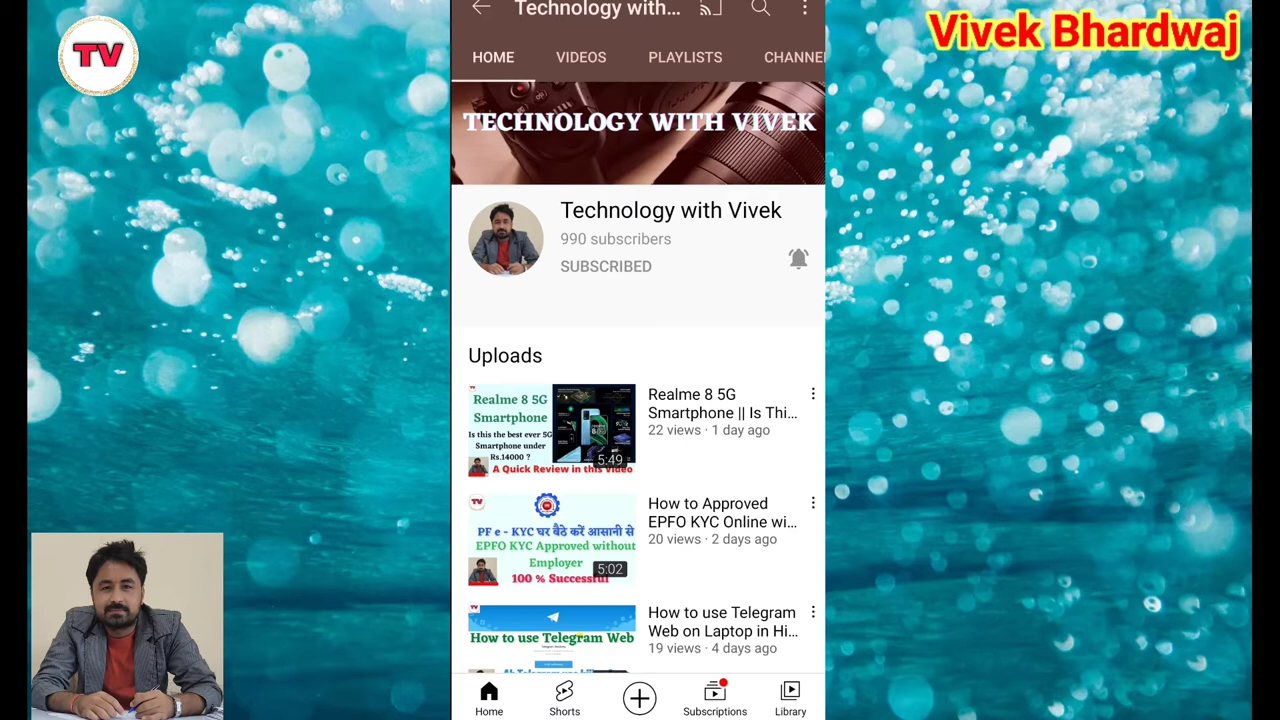 TV
Vivek Bhardwaj
Technology with...
HOME VIDEOS PLAYLISTS CHANNEL
TECHNOLOGY WITH VIVEK
Technology with Vivek
990 subscribers
SUBSCRIBED
Uploads
Realme 8 5G
Smartphone
Is this the best ever 5G
Smartphone under
Rs.14000 ?
A Quick Review in this video
5:49
Realme 8 5G
Smartphone || Is Thi...
22 views · 1 day ago
TV
PF e - KYC घर बैठे करें आसानी से
EPFO KYC Approved without
Employer
100 % Successful
5:02
How to Approved
EPFO KYC Online wi...
20 views · 2 days ago
How to use Telegram Web
How to use Telegram
Web on Laptop in Hi...
19 views · 4 days ago
Home Shorts Subscriptions Library